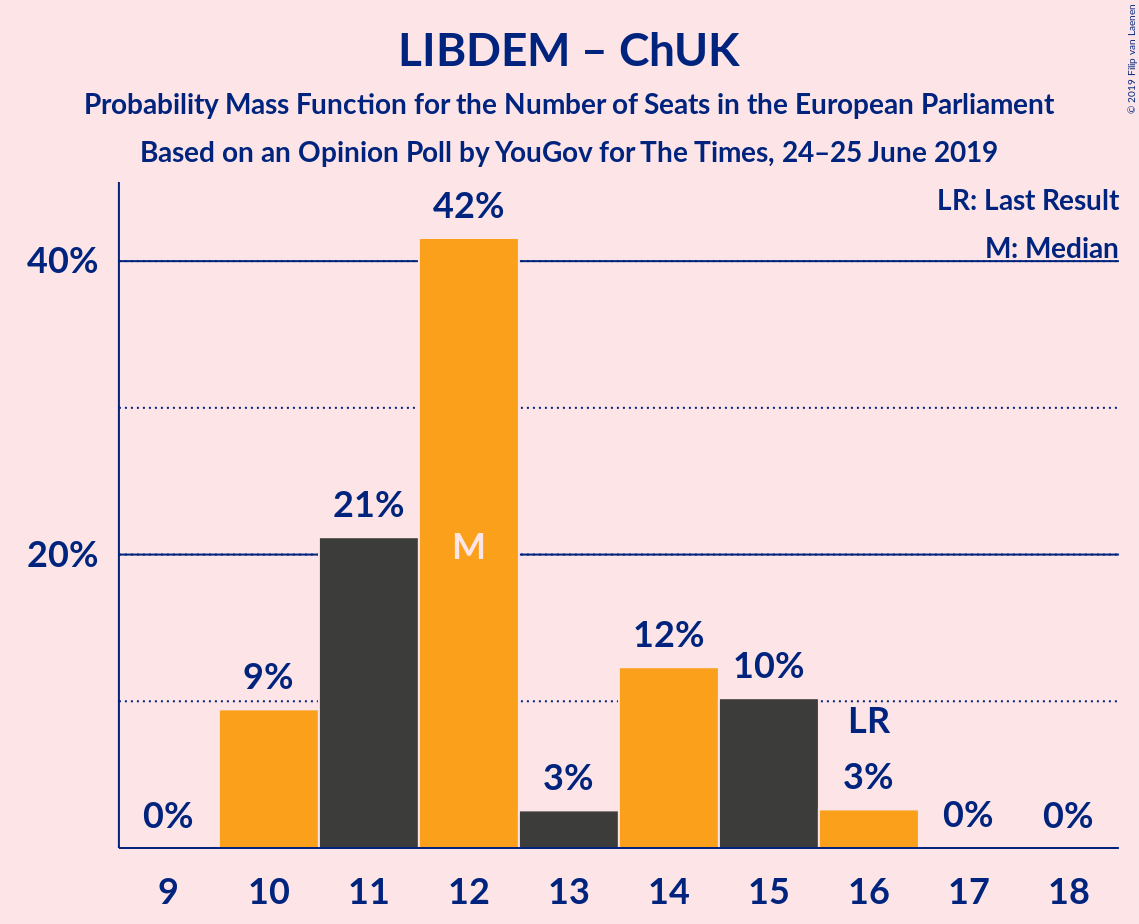 LIBDEM – ChUK
Probability Mass Function for the Number of Seats in the European Parliament
Based on an Opinion Poll by YouGov for The Times, 24–25 June 2019
© 2019 Filip van Laenen
LR: Last Result
M: Median
40%
20%
0%
9%
21%
42%
M
3%
12%
10%
LR
3%
0%
0%
9 10 11 12 13 14 15 16 17 18